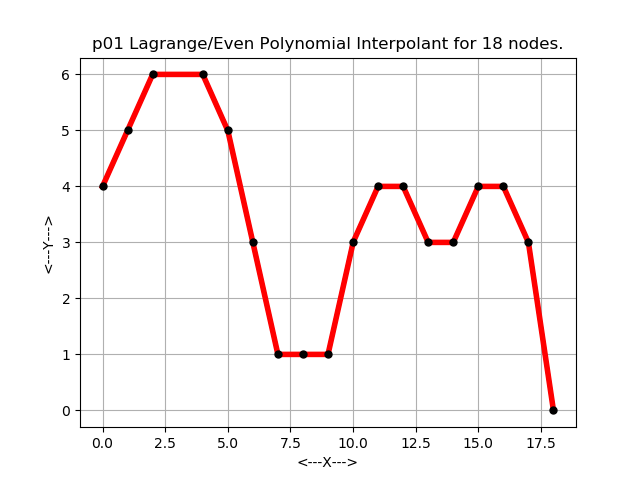 p01 Lagrange/Even Polynomial Interpolant for 18 nodes.
6
5
4
3
2
1
0
<---Y--->
0.0 2.5 5.0 7.5 10.0 12.5 15.0 17.5
<---X--->